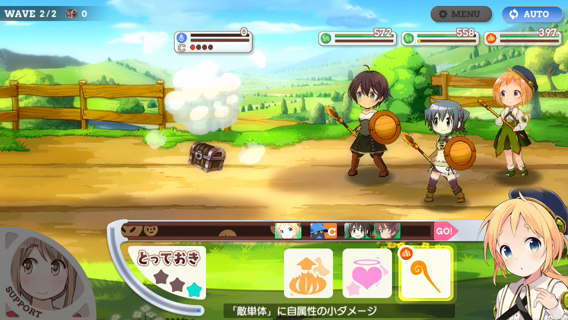 WAVE 2/2 0
MENU
AUTO
0
C
572
558
397
C
GO!
とっておき
SUPPORT
「敵単体」に自属性の小ダメージ